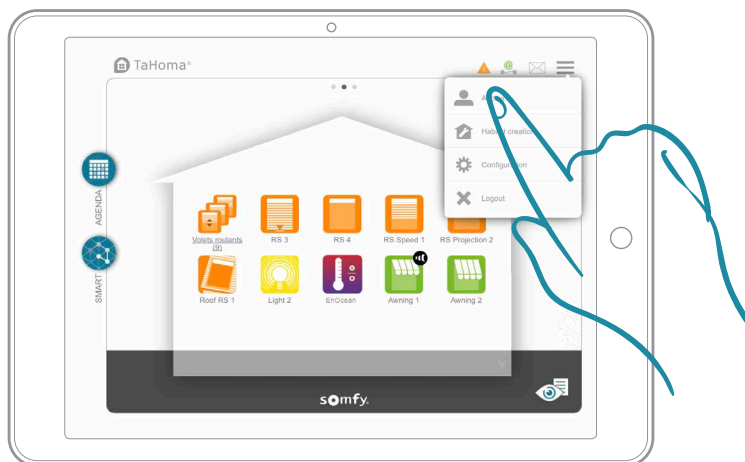 TaHoma®
@
A
Habitat creation
Configuration
Logout
AGENDA
SMART
Volets roulants
(9)
RS 3
RS 4
RS Speed 1
RS Projection 2
Roof RS 1
Light 2
EnOcean
Awning 1
Awning 2
somfy.